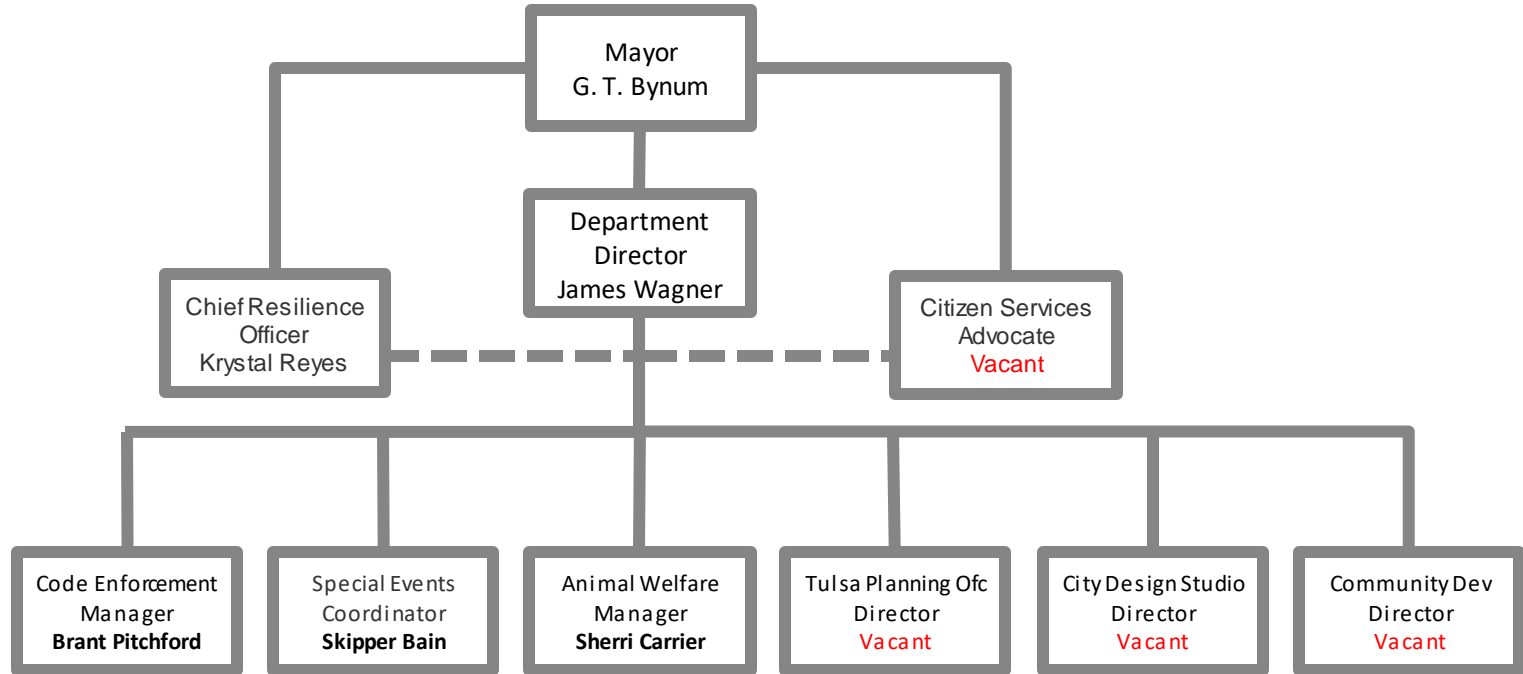 Mayor
G. T. Bynum
Department
Director
James Wagner
Chief Resilience
Officer
Krystal Reyes
Citizen Services
Advocate
Vacant
Code Enforcement
Manager
Brant Pitchford
Special Events
Coordinator
Skipper Bain
Animal Welfare
Manager
Sherri Carrier
Tulsa Planning Ofc
Director
Vacant
City Design Studio
Director
Vacant
Community Dev
Director
Vacant